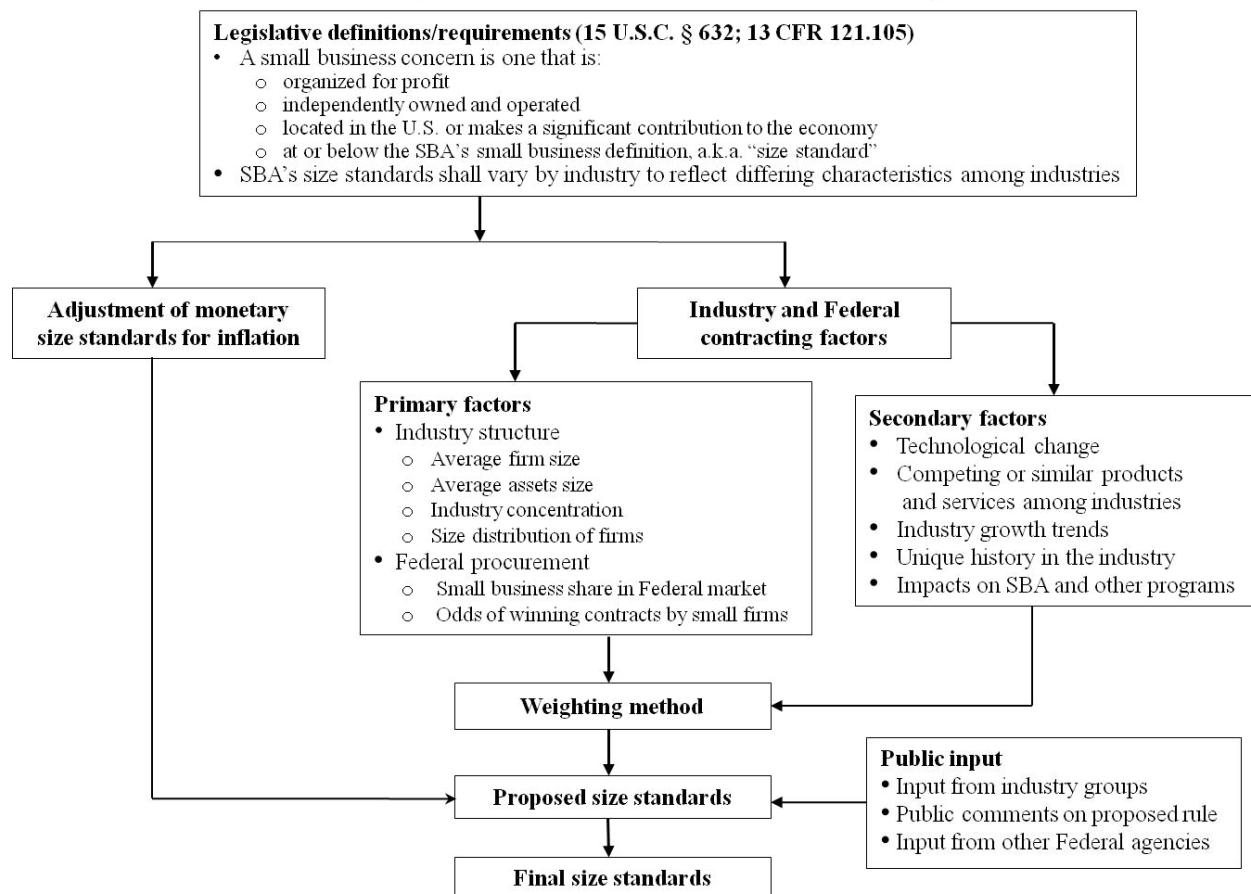 Legislative definitions/requirements (15 U.S.C. § 632; 13 CFR 121.105)
• A small business concern is one that is:
o organized for profit
o independently owned and operated
o located in the U.S. or makes a significant contribution to the economy
o at or below the SBA's small business definition, a.k.a. “size standard”
• SBA's size standards shall vary by industry to reflect differing characteristics among industries
Adjustment of monetary
size standards for inflation
Industry and Federal
contracting factors
Primary factors
• Industry structure
o Average firm size
o Average assets size
o Industry concentration
o Size distribution of firms
• Federal procurement
o Small business share in Federal market
o Odds of winning contracts by small firms
Secondary factors
• Technological change
• Competing or similar products
and services among industries
• Industry growth trends
• Unique history in the industry
• Impacts on SBA and other programs
Weighting method
Public input
• Input from industry groups
• Public comments on proposed rule
• Input from other Federal agencies
Proposed size standards
Final size standards